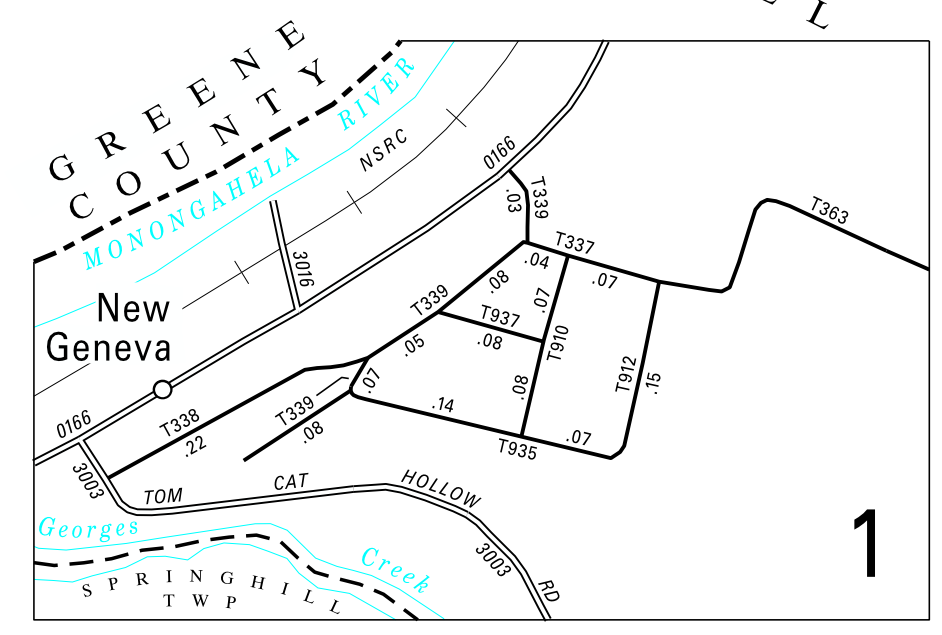 L L
GREENE
COUNTY
MONONGAHELA RIVER
NSRC
0166
.03
T339
T363
T337
.04
.07
3016
.08
.07
New
Geneva
T339
T937
.08
T910
.05
T912
.15
.07
.08
0166
T338
.22
T339
.08
.14
T935
.07
3003
TOM CAT HOLLOW RD
3003
Georges Creek
SPRINGHILL
TWP
1